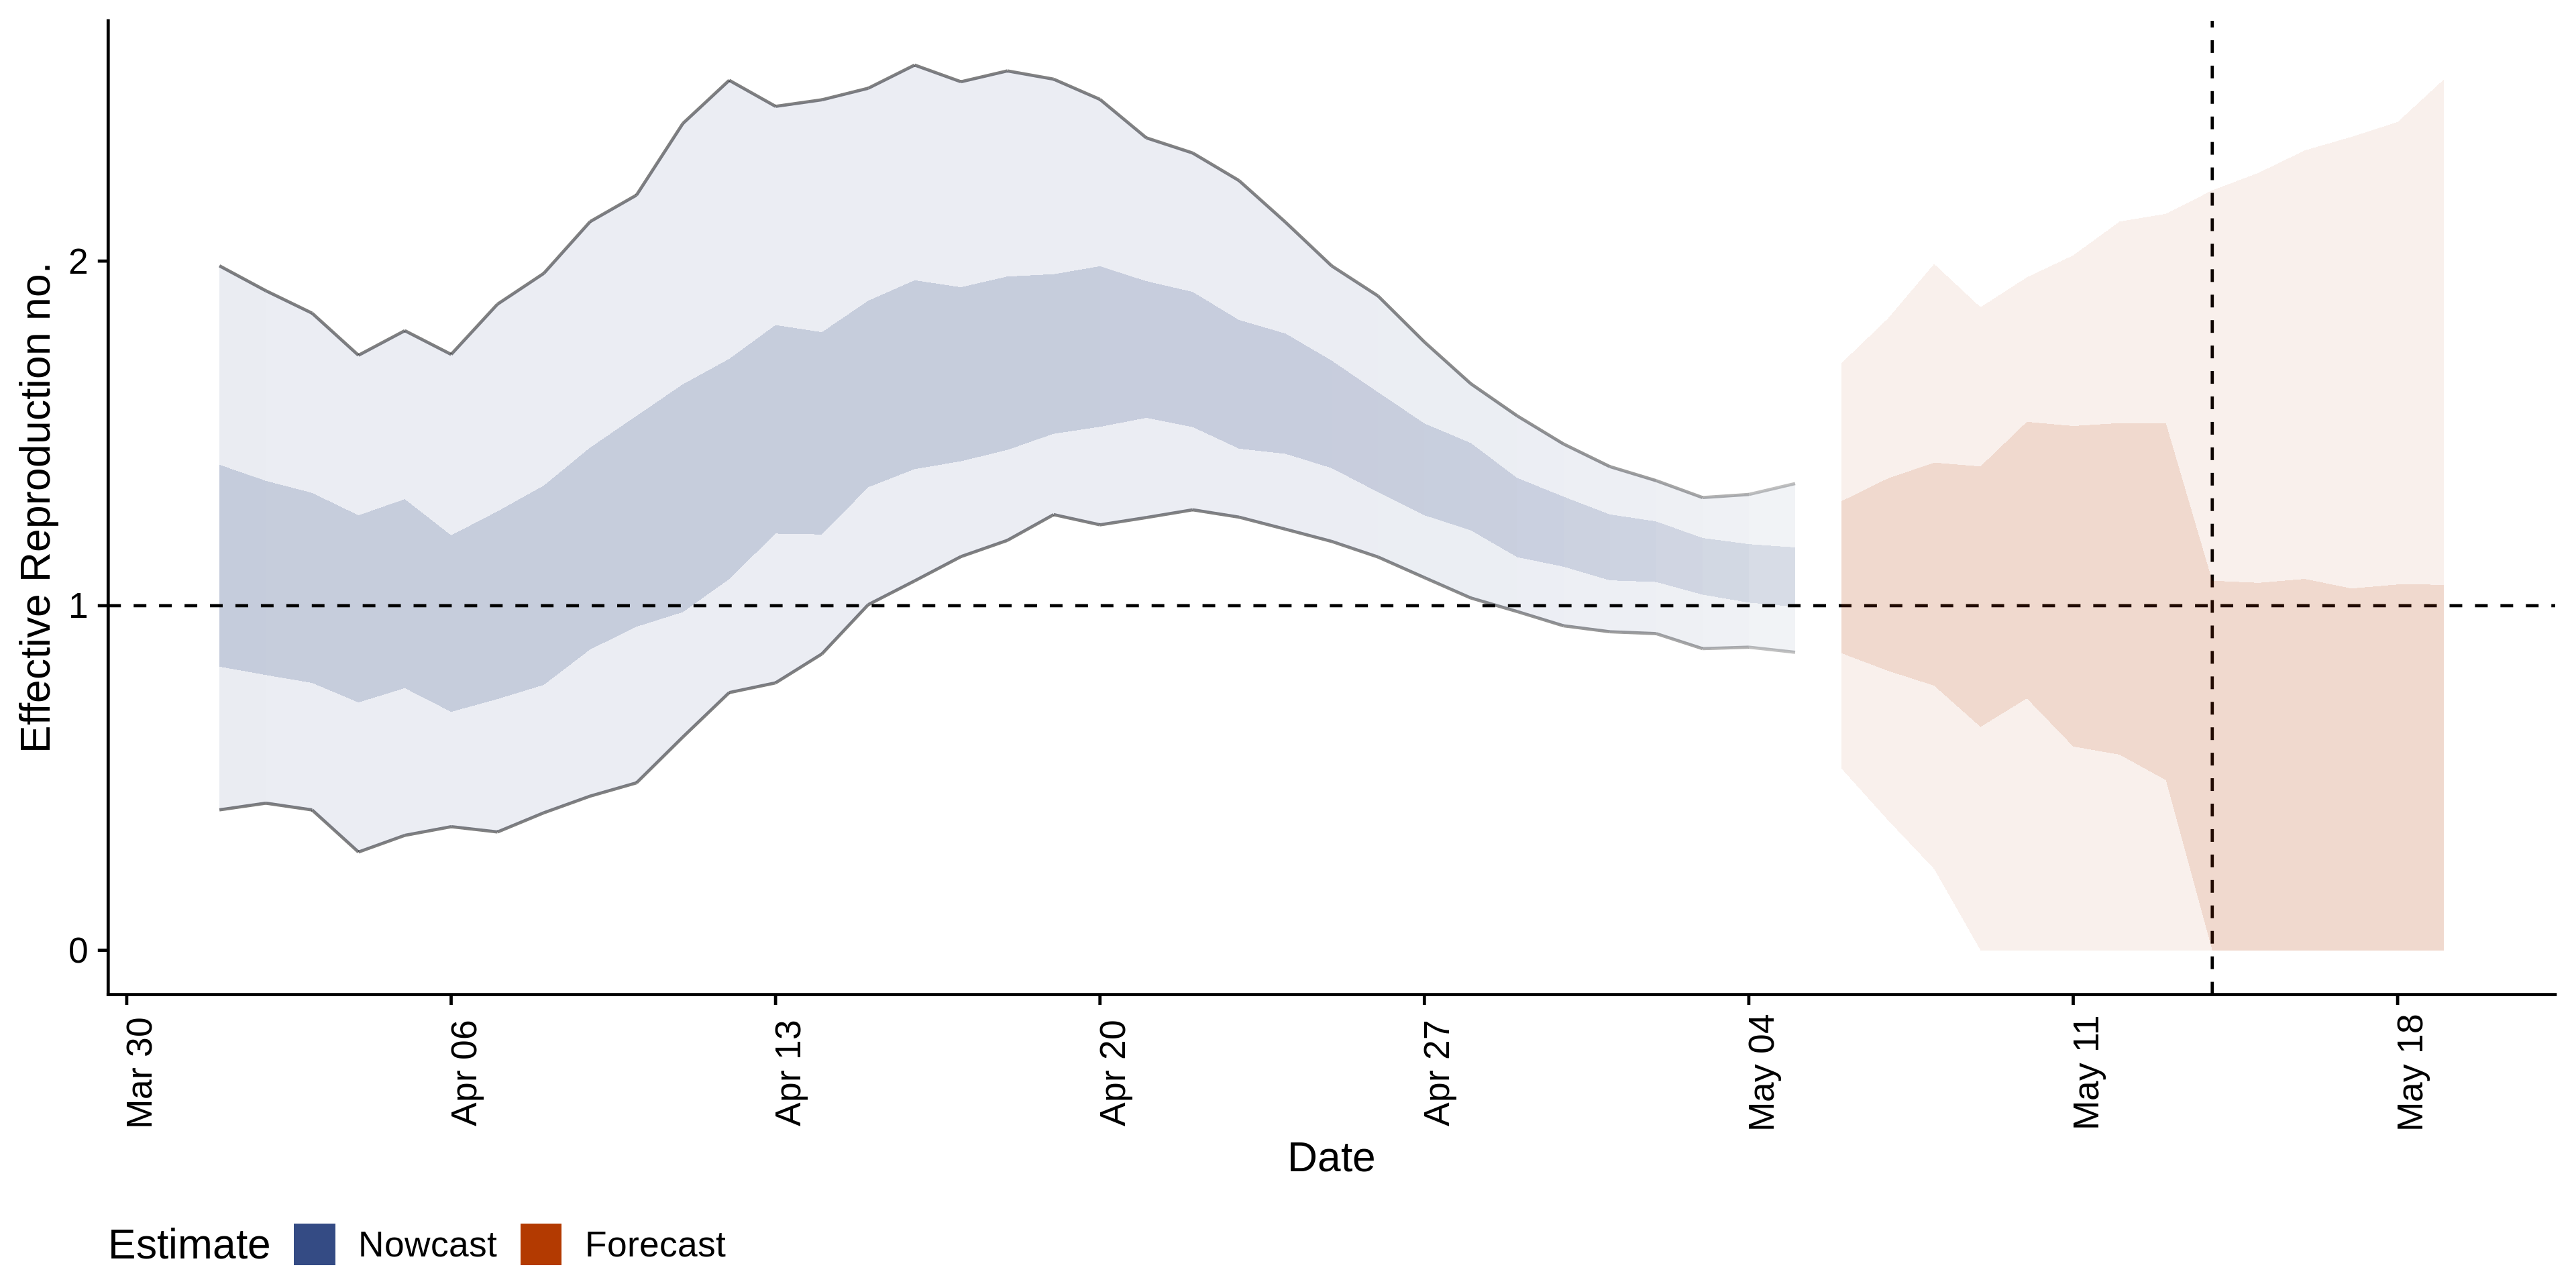 Effective Reproduction no.
2
1
0
Mar 30
Apr 06
Apr 13
Apr 20
Apr 27
May 04
May 11
May 18
Date
Estimate Nowcast Forecast